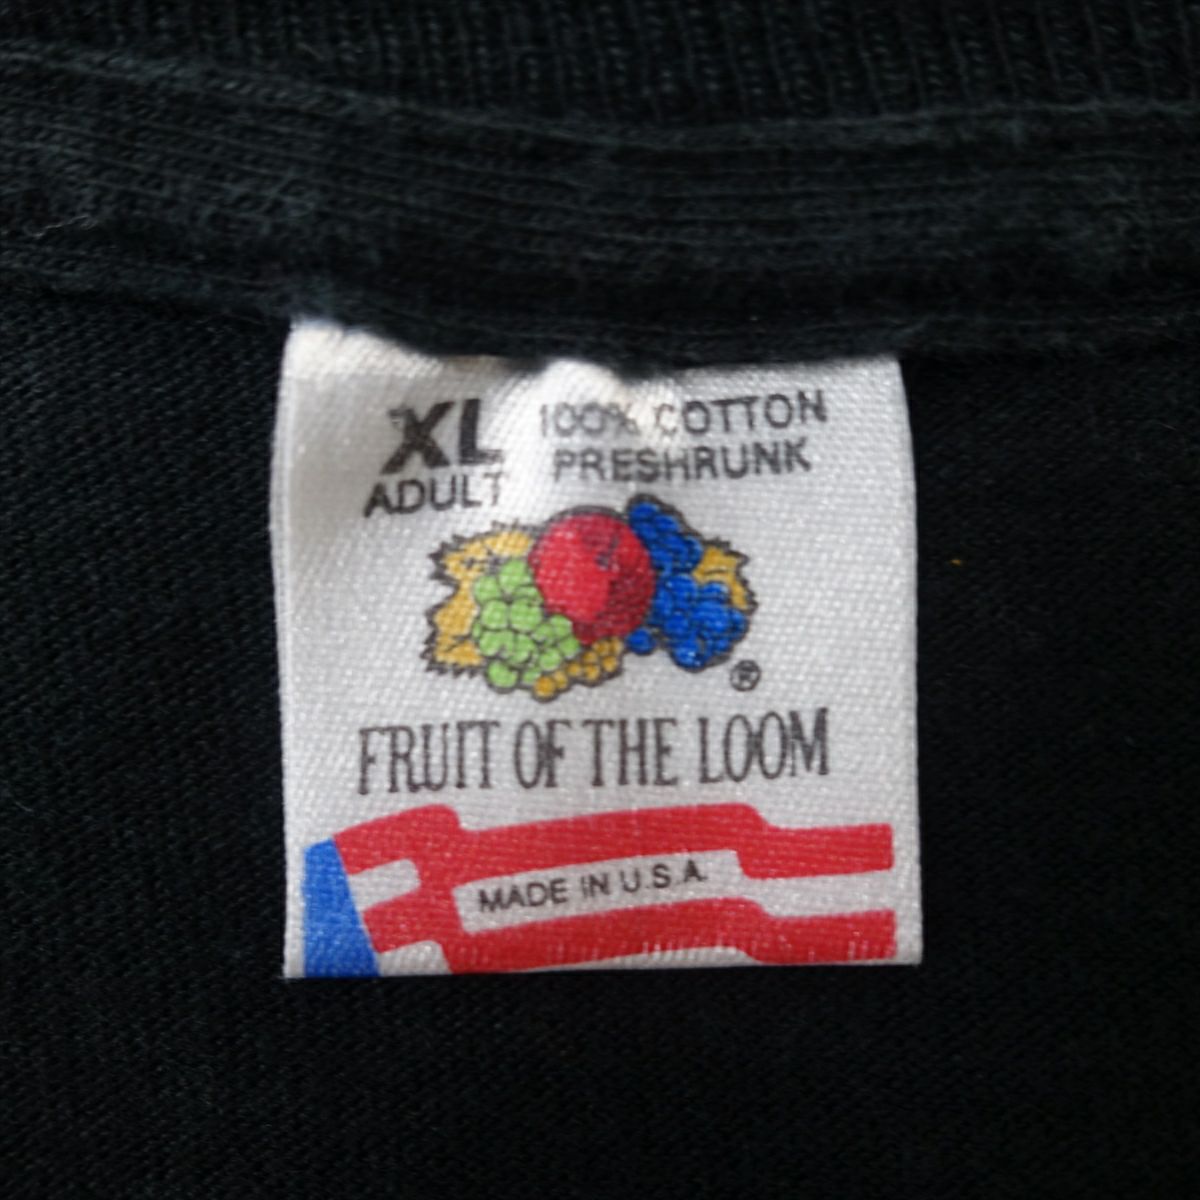 XL
ADULT
100% COTTON
PRESHRUNK
®
FRUIT OF THE LOOM
MADE IN U.S.A.